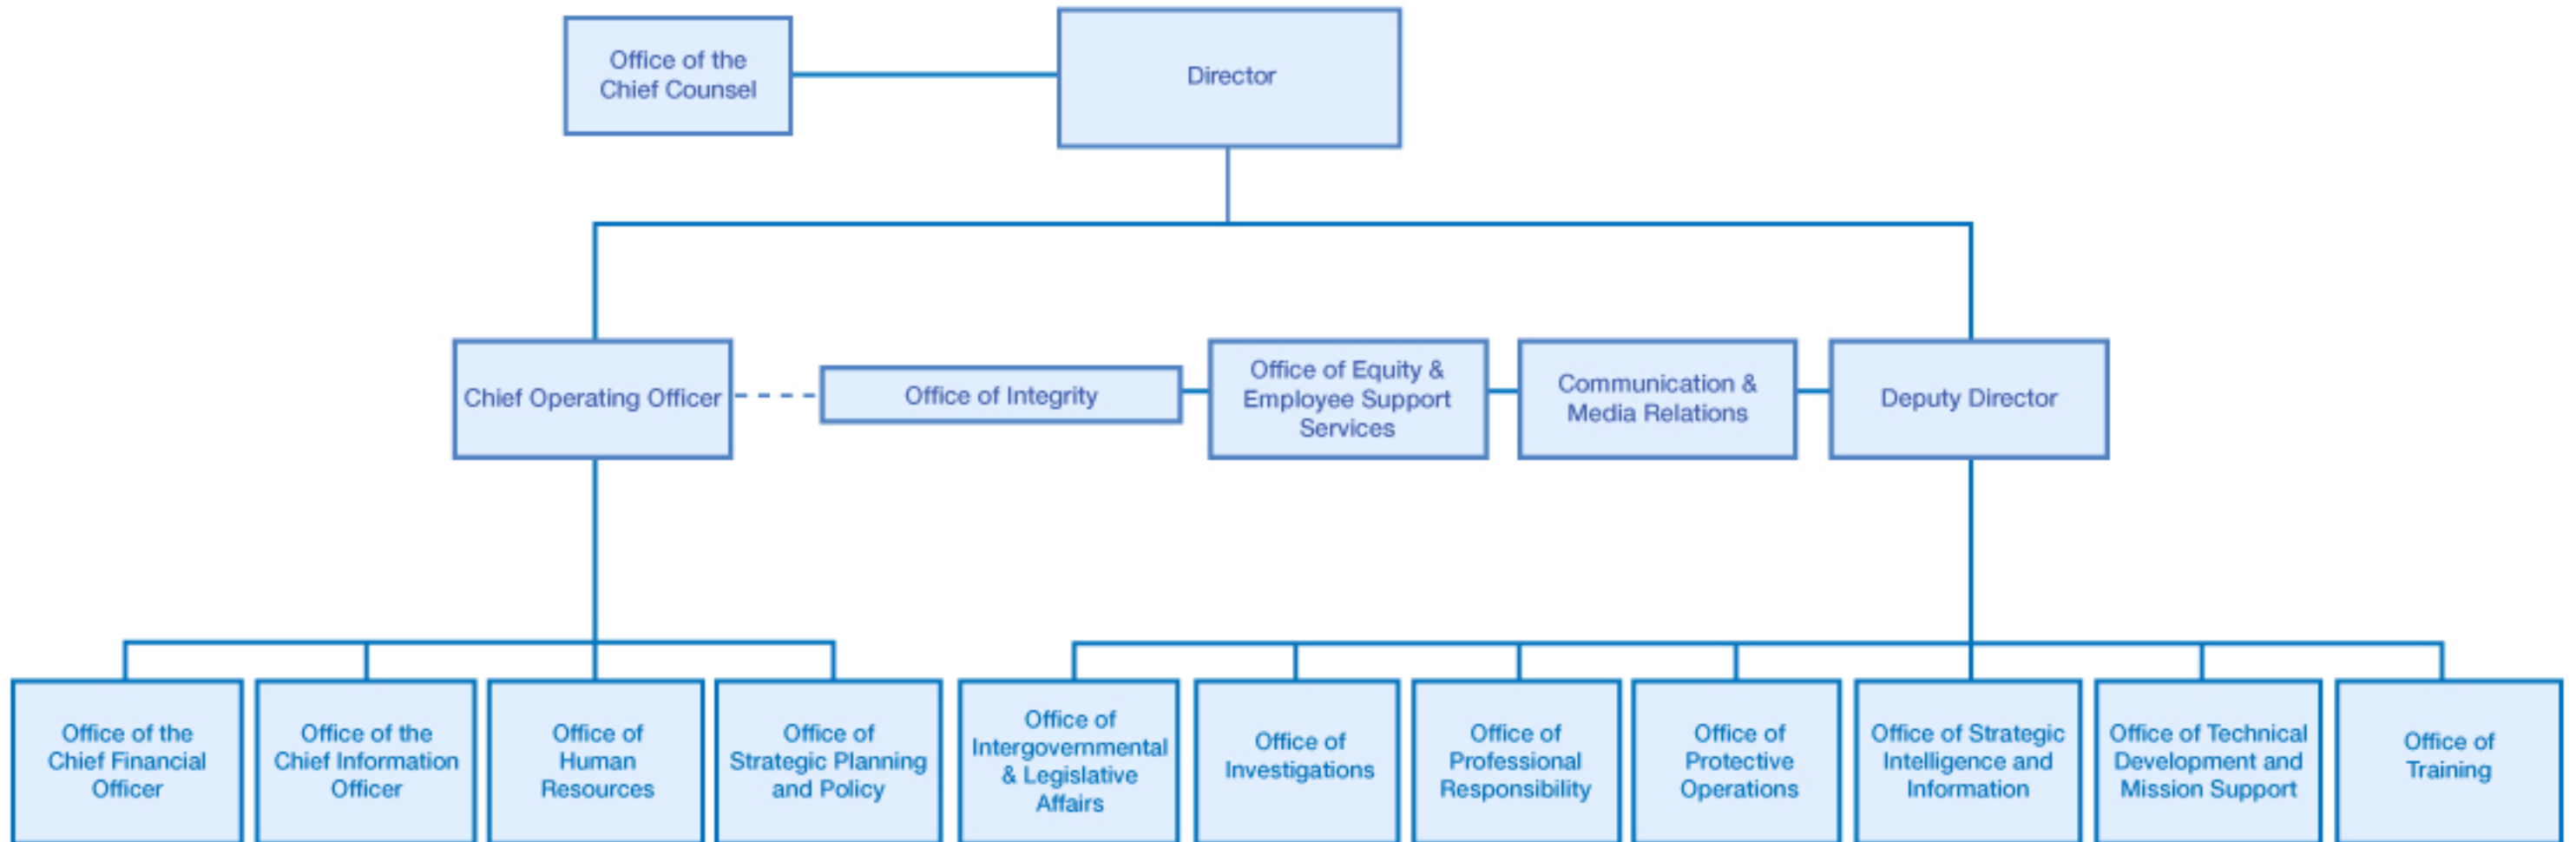 Office of the
Chief Counsel
Director
Chief Operating Officer
Office of Integrity
Office of Equity &
Employee Support
Services
Communication &
Media Relations
Deputy Director
Office of the
Chief Financial
Officer
Office of the
Chief Information
Officer
Office of
Human
Resources
Office of
Strategic Planning
and Policy
Office of
Intergovernmental
& Legislative
Affairs
Office of
Investigations
Office of
Professional
Responsibility
Office of
Protective
Operations
Office of Strategic
Intelligence and
Information
Office of Technical
Development and
Mission Support
Office of
Training